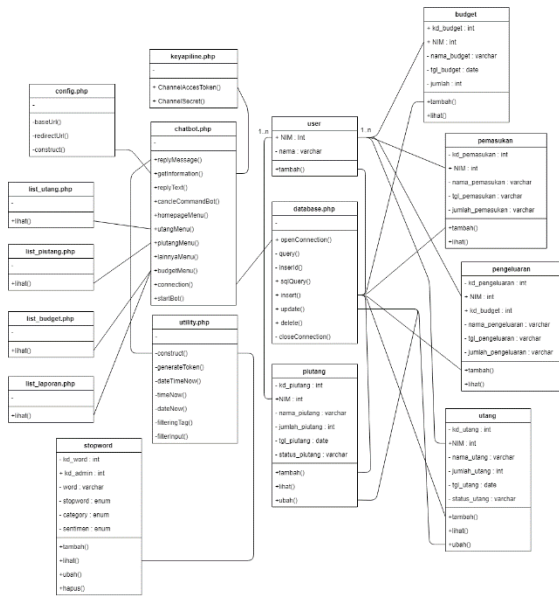 keyapiline.php
-
+ ChannelAccesToken()
+ ChannelSecret()
config.php
-
-baseUrl()
-redirectUrl()
-construct()
chatbot.php
-
+replyMessage()
+getInformation()
+replyText()
+cancleCommandBot()
+homepageMenu()
+utangMenu()
+piutangMenu()
+lainnyaMenu()
+budgetMenu()
+connection()
+startBot()
list_utang.php
-
+lihat()
list_piutang.php
-
+lihat()
list_budget.php
-
+lihat()
list_laporan.php
-
+lihat()
utility.php
-
-construct()
-generateToken()
-dateTimeNow()
-timeNow()
-dateNow()
-filteringTag()
-filterinput()
stopword
- kd_word : int
+ kd_admin : int
- word : varchar
- stopword : enum
- category : enum
- sentimen : enum
+tambah()
+lihat()
+ubah()
+hapus()
1..n
user
+ NIM : int
- nama : varchar
+tambah()
1..n
database.php
+ openConnection()
- query()
- inserId()
+ sqlQuery()
+ insert()
+ update()
+ delete()
- closeConnection()
piutang
- kd_piutang : int
+NIM : int
- nama_piutang : varchar
- jumlah_piutang : int
- tgl_piutang : date
- status_piutang : varchar
+tambah()
+lihat()
+ubah()
budget
+ kd_budget : int
+ NIM : int
- nama_budget : varchar
- tgl_budget : date
- jumlah : int
+tambah()
+lihat()
pemasukan
- kd_pemasukan : int
+ NIM : int
- nama_pemasukan : varchar
- tgl_pemasukan : date
- jumlah_pemasukan : int
+tambah()
+lihat()
pengeluaran
- kd_pengeluaran : int
+ NIM : int
+ kd_budget : int
- nama_pengeluaran : varchar
- tgl_pengeluaran : date
- jumlah_pengeluaran : int
+tambah()
+lihat()
utang
- kd_utang : int
+NIM : int
- nama_utang : varchar
- jumlah_utang : int
- tgl_utang : date
- status_utang : varchar
+tambah()
+lihat()
+ubah()